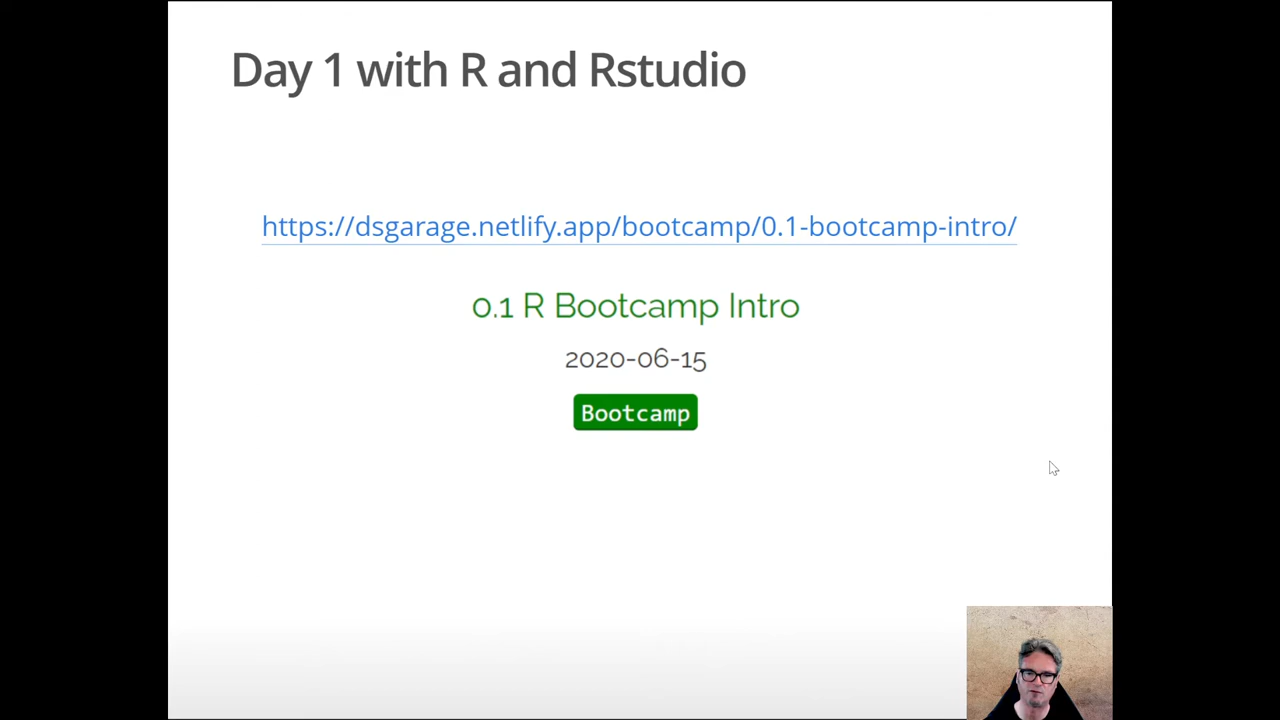 Day 1 with R and Rstudio
https://dsgarage.netlify.app/bootcamp/0.1-bootcamp-intro/
0.1 R Bootcamp Intro
2020-06-15
Bootcamp